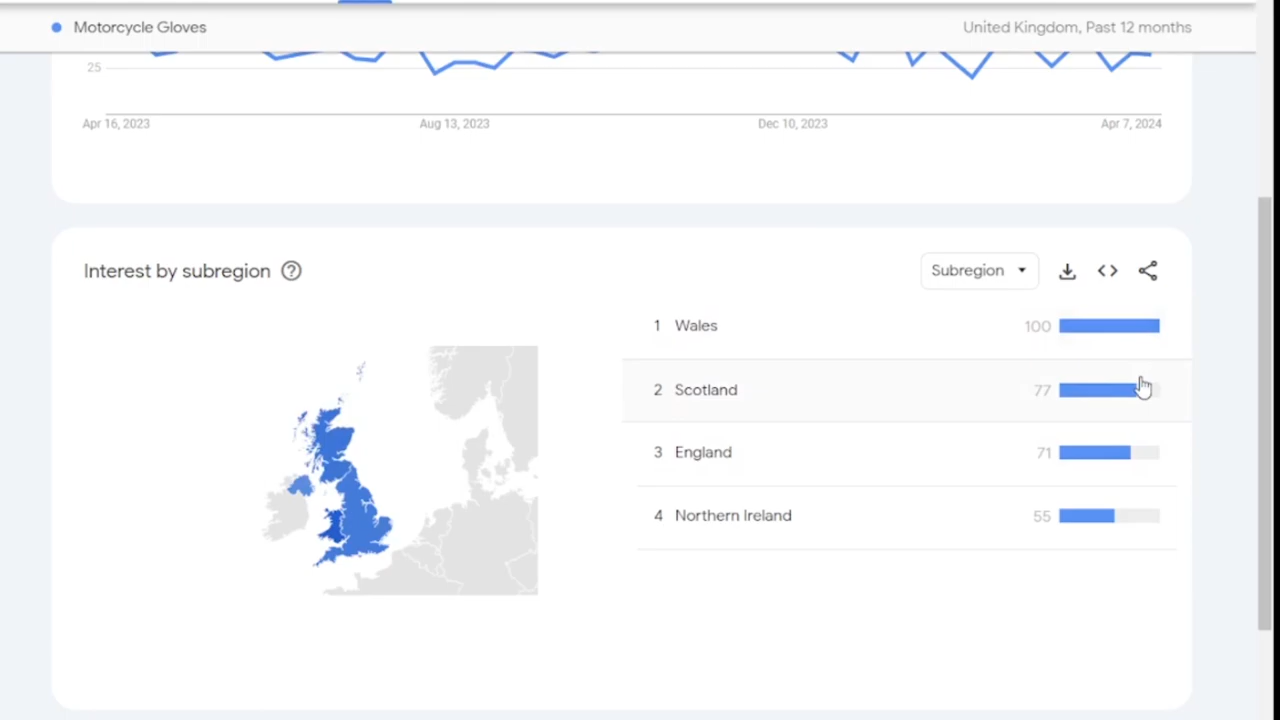 Motorcycle Gloves
United Kingdom, Past 12 months
25
Apr 16, 2023
Aug 13, 2023
Dec 10, 2023
Apr 7, 2024
Interest by subregion
Subregion
1 Wales 100
2 Scotland 77
3 England 71
4 Northern Ireland 55